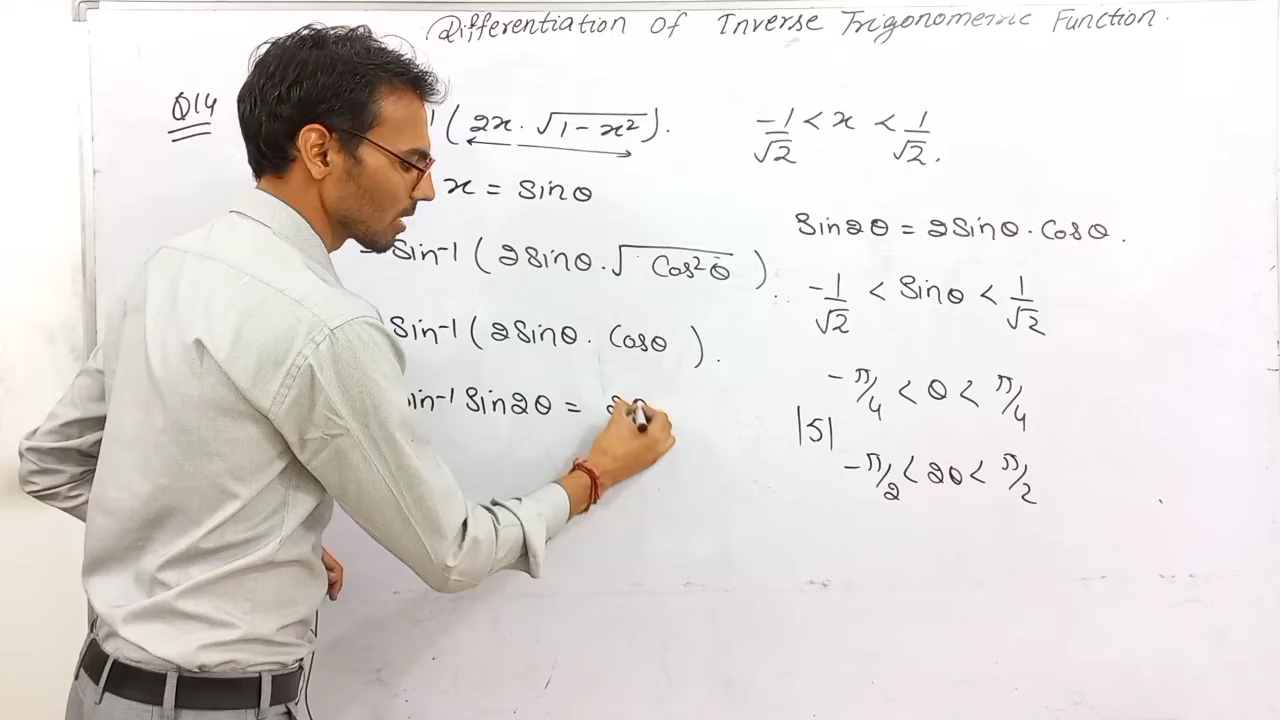 Differentiation of Inverse Trigonometric Function.
Q14 1 (2x · √1 - x²). -1/√2 < x < 1/√2.
x = Sinθ
Sin2θ = 2Sinθ · Cosθ.
= Sin-1 (2Sinθ · √Cos²θ).
-1/√2 < Sinθ < 1/√2
Sin-1 (2Sinθ · Cosθ).
-π/4 < θ < π/4
in-1 Sin2θ =
|5|
-π/2 < 2θ < π/2